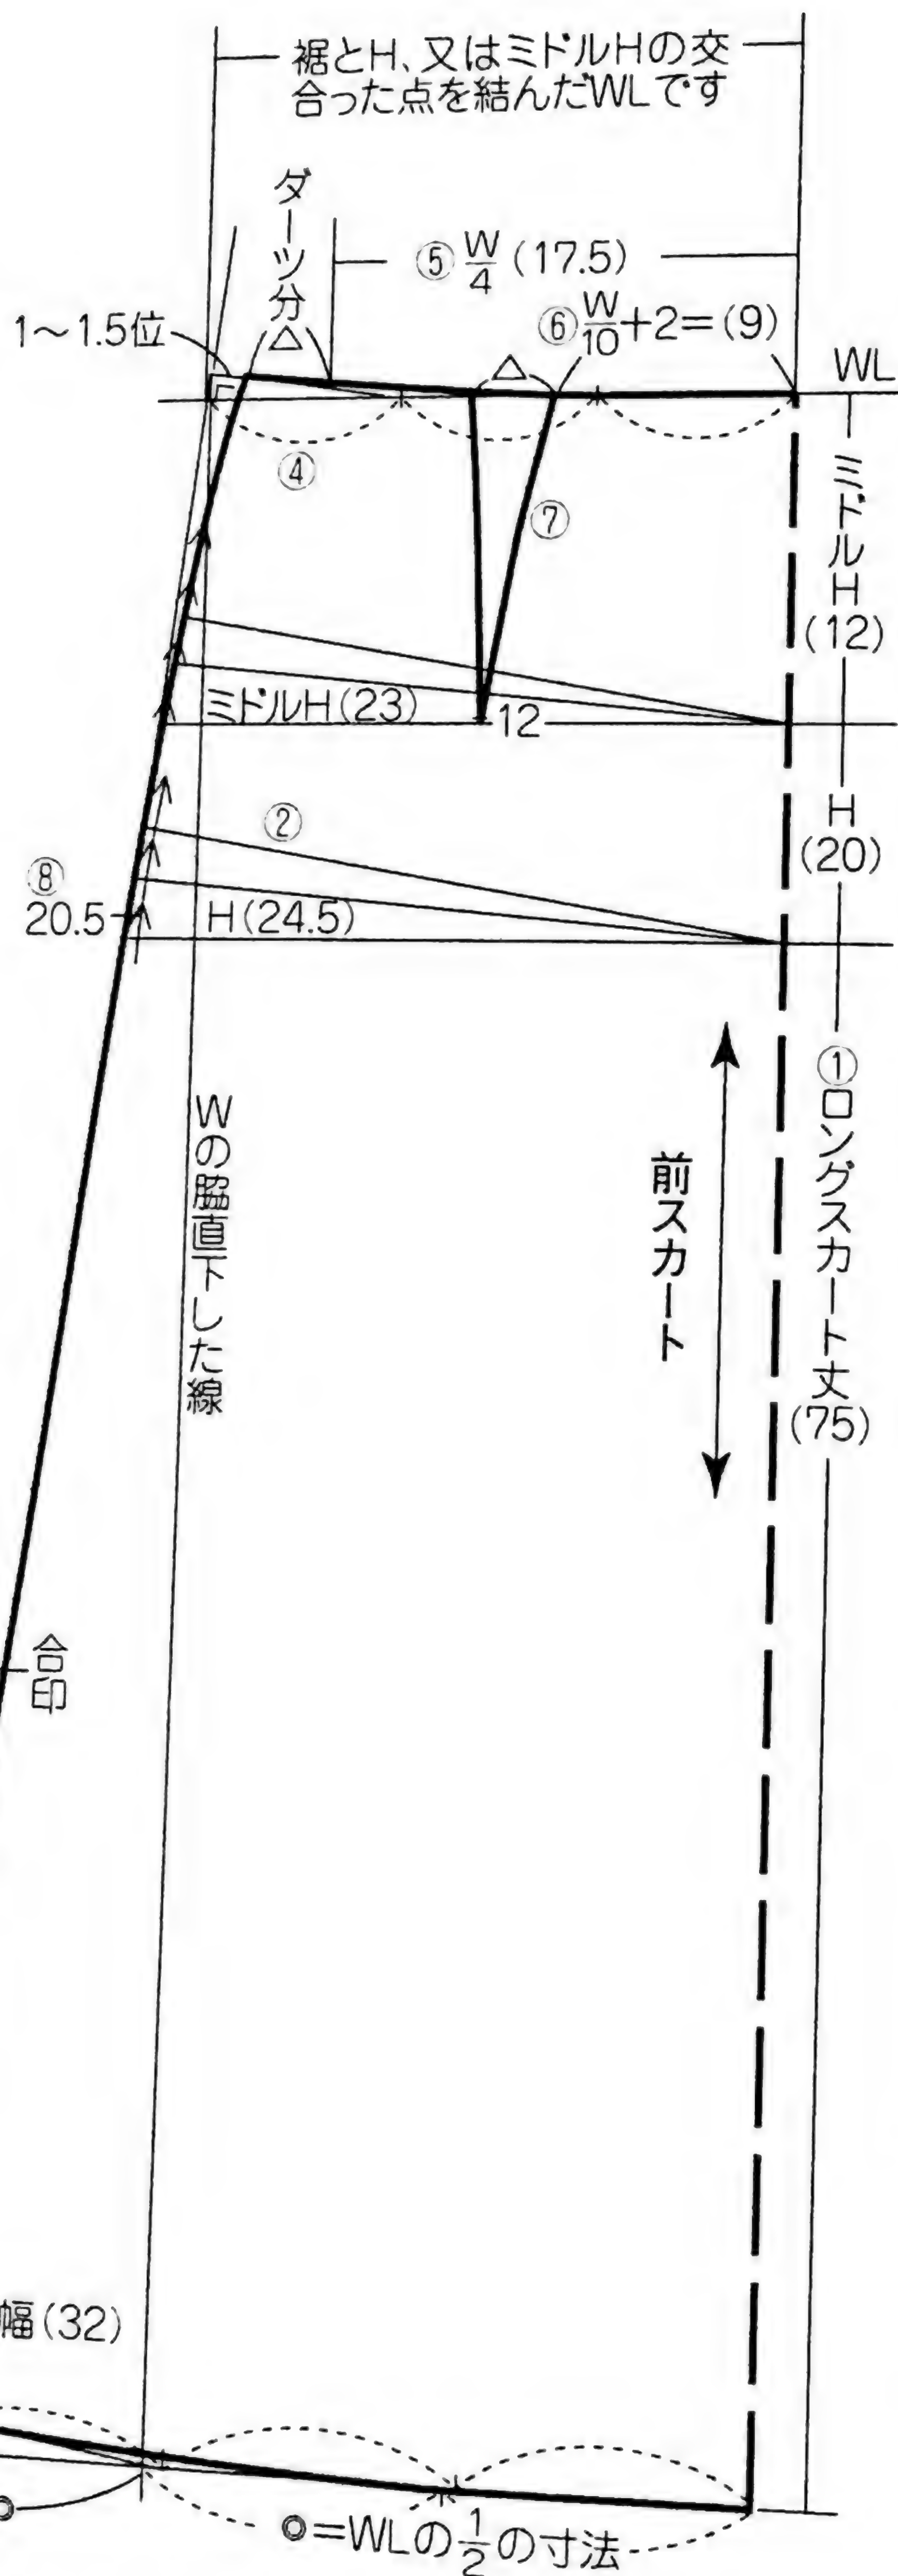 裾とH、又はミドルHの交
合った点を結んだWLです
ダーツ分△
⑤ W/4 (17.5)
⑥ W/10+2=(9)
1〜1.5位
△
WL
④
⑦
ミドルH
(12)
ミドルH(23)
12
②
H
(20)
⑧
20.5
H(24.5)
①ロングスカート丈
(75)
Wの脇直下した線
前スカート
合印
幅(32)
◎=WLの1/2の寸法